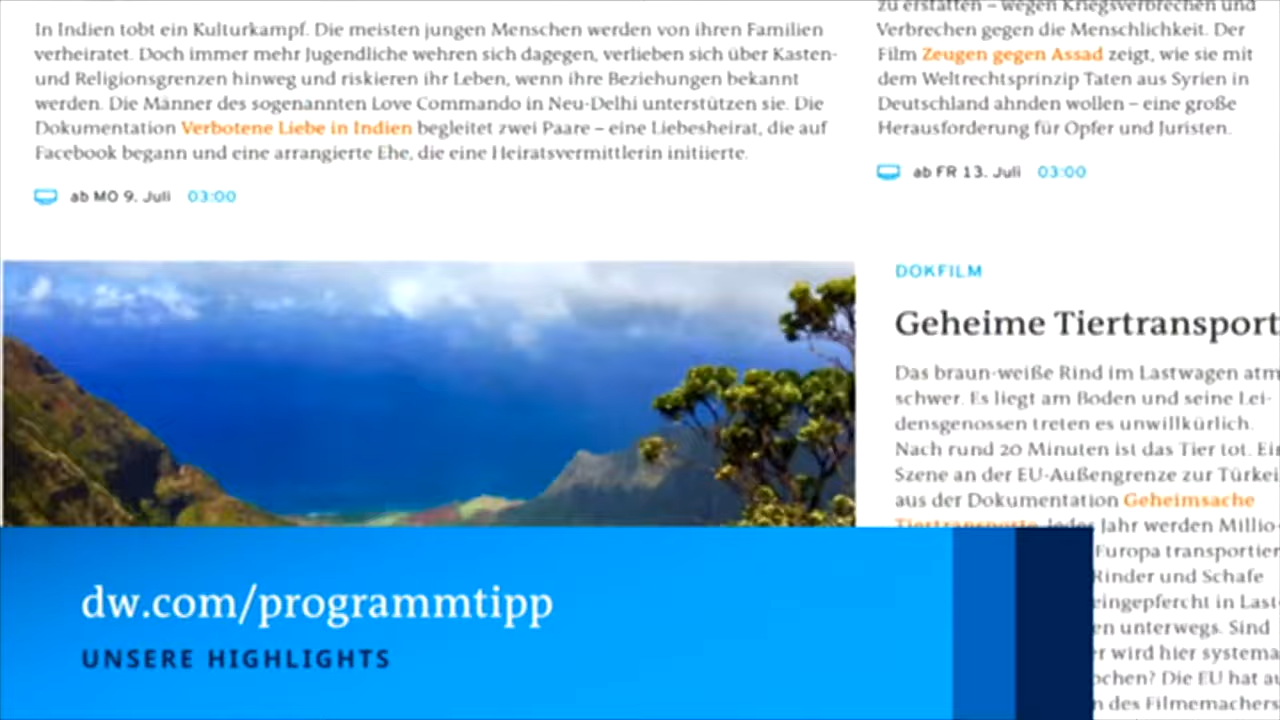 In Indien tobt ein Kulturkampf. Die meisten jungen Menschen werden von ihren Familien
verheiratet. Doch immer mehr Jugendliche wehren sich dagegen, verlieben sich über Kasten-
und Religionsgrenzen hinweg und riskieren ihr Leben, wenn ihre Beziehungen bekannt
werden. Die Männer des sogenannten Love Commando in Neu-Delhi unterstützen sie. Die
Dokumentation Verbotene Liebe in Indien begleitet zwei Paare – eine Liebesheirat, die auf
Facebook begann und eine arrangierte Ehe, die eine Heiratsvermittlerin initiierte.
ab MO 9. Juli 03:00
zu erstatten – wegen Kriegsverbrechen und
Verbrechen gegen die Menschlichkeit. Der
Film Zeugen gegen Assad zeigt, wie sie mit
dem Weltrechtsprinzip Taten aus Syrien in
Deutschland ahnden wollen – eine große
Herausforderung für Opfer und Juristen.
ab FR 13. Juli 03:00
DOKFILM
Geheime Tiertransport
Das braun-weiße Rind im Lastwagen atm
schwer. Es liegt am Boden und seine Lei-
densgenossen treten es unwillkürlich.
Nach rund 20 Minuten ist das Tier tot. Ei
Szene an der EU-Außengrenze zur Türkei
aus der Dokumentation Geheimsache
Tiertransporte. Jedes Jahr werden Millio-
Europa transportier
Rinder und Schafe
eingepfercht in Last
en unterwegs. Sind
r wird hier systema
ochen? Die EU hat au
n des Filmemachers
dw.com/programmtipp
UNSERE HIGHLIGHTS